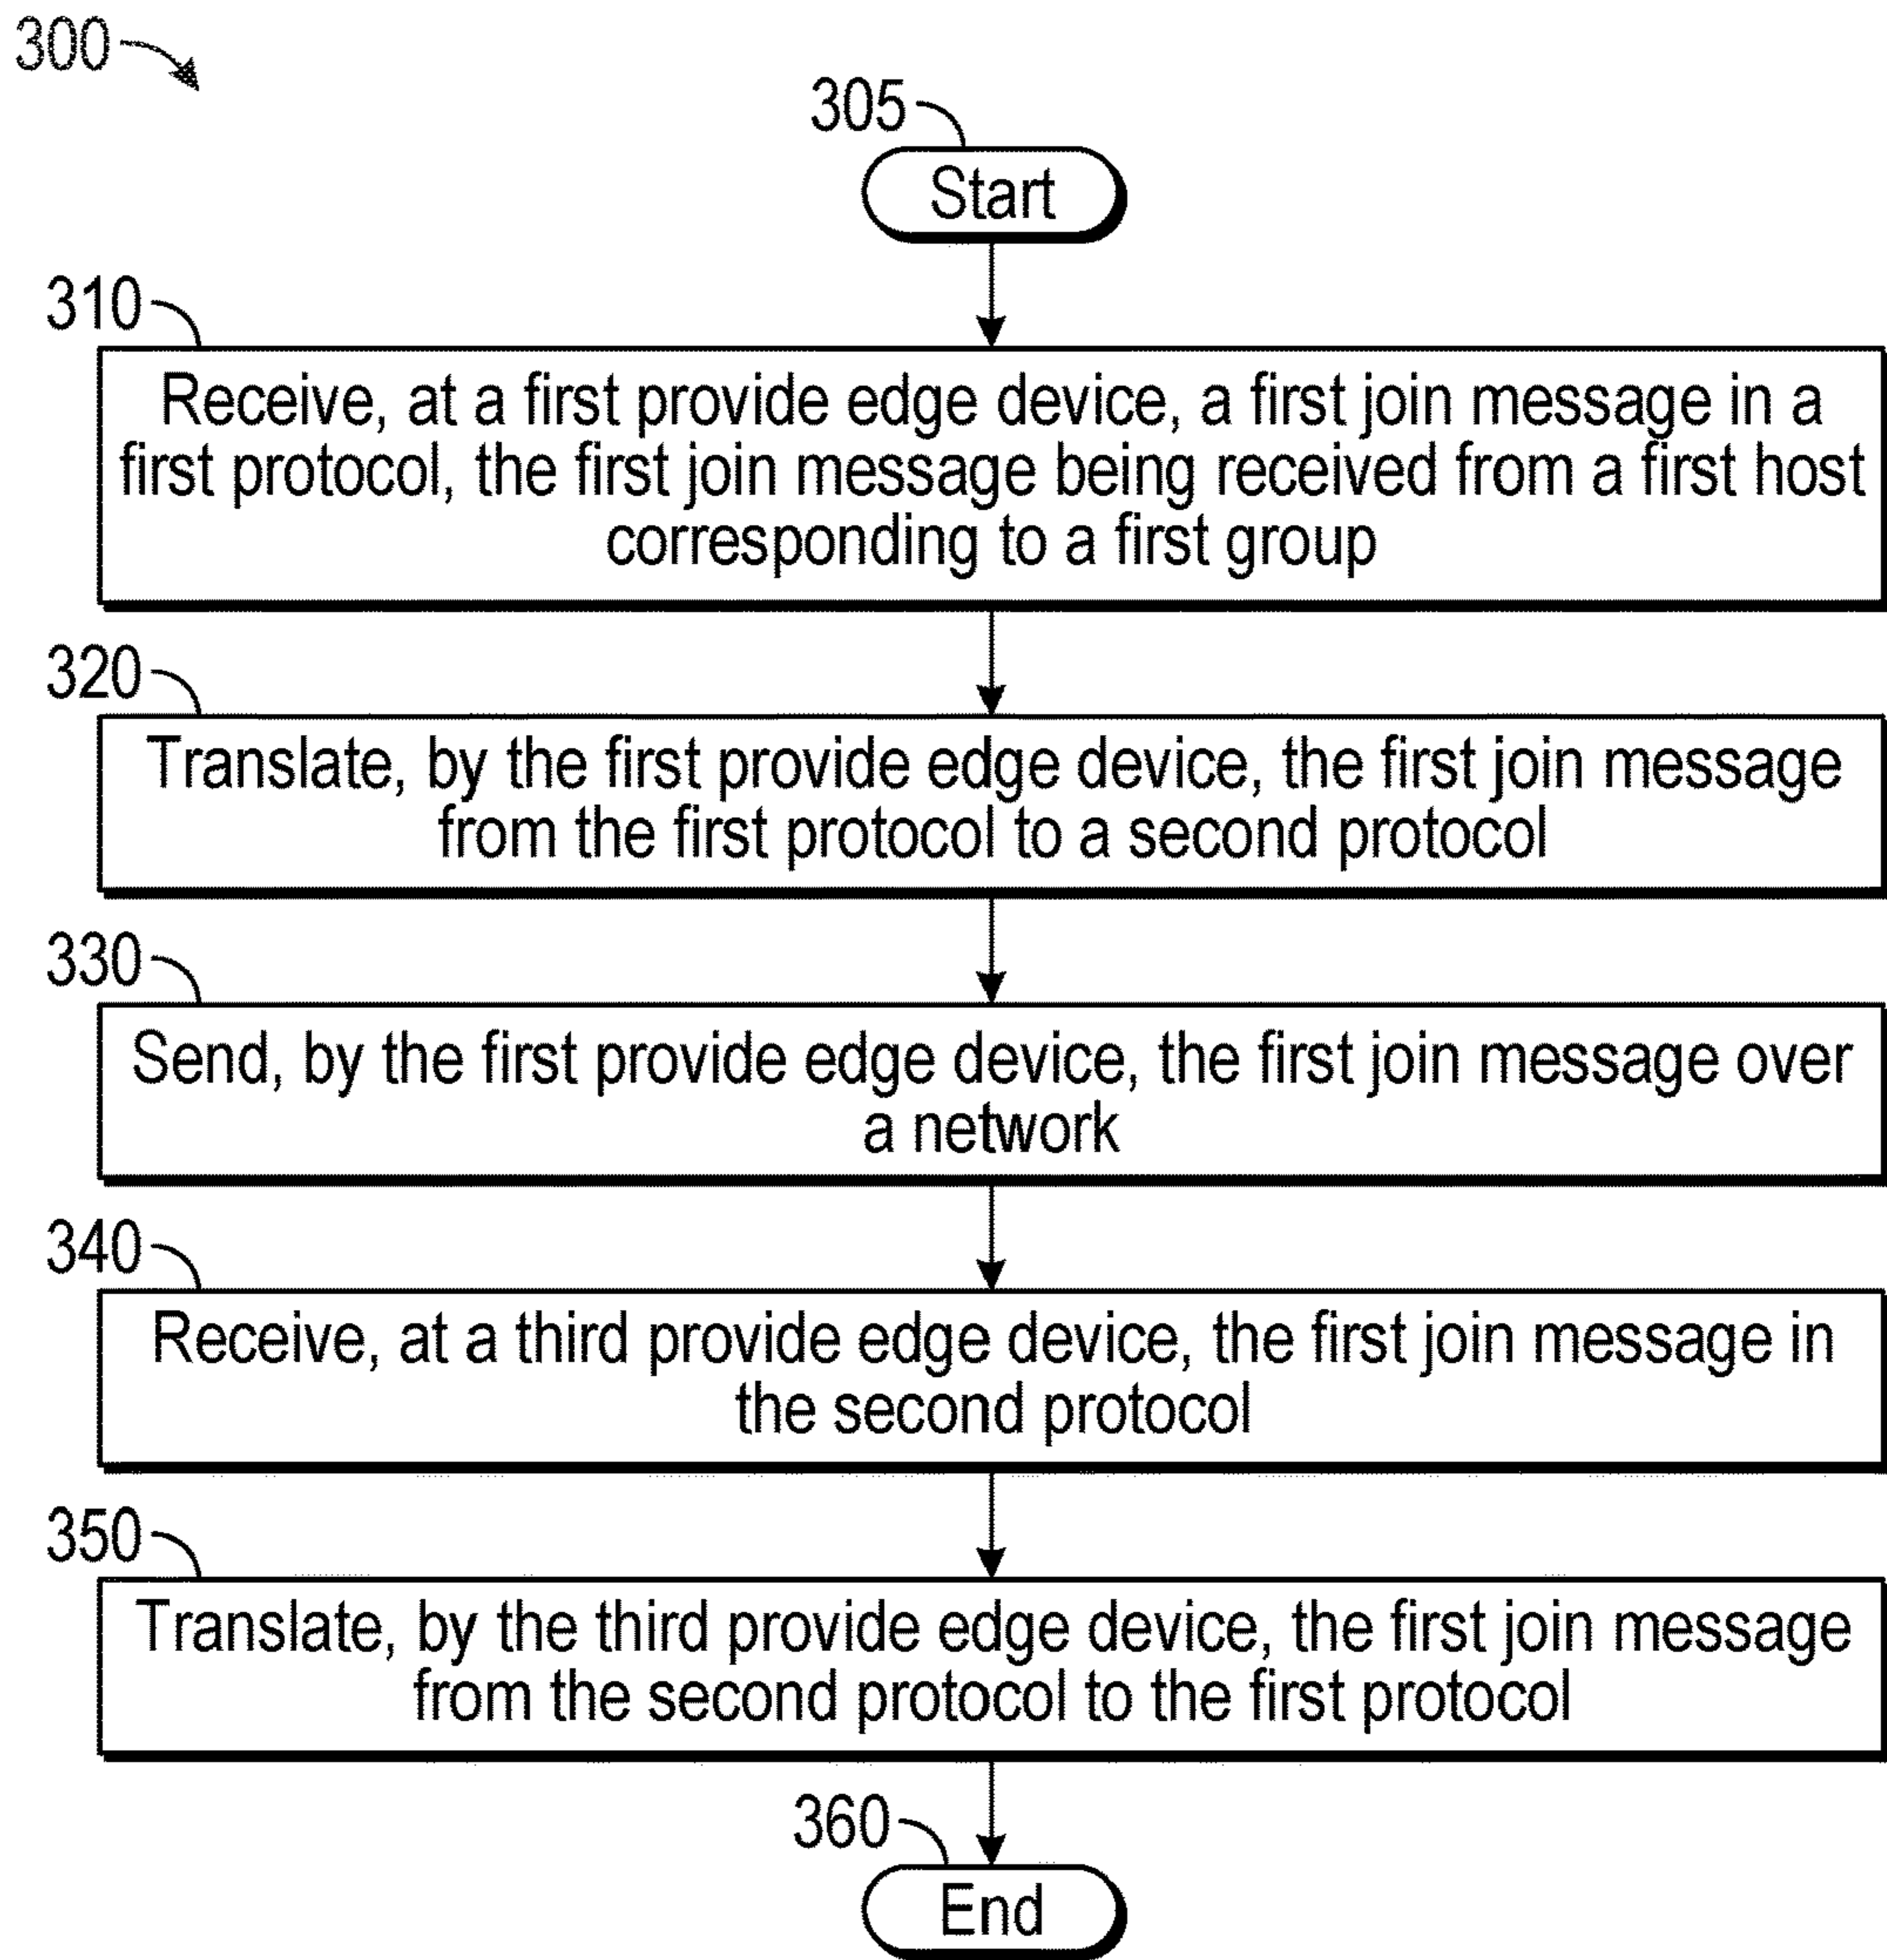 300
305
Start
310
Receive, at a first provide edge device, a first join message in a
first protocol, the first join message being received from a first host
corresponding to a first group
320
Translate, by the first provide edge device, the first join message
from the first protocol to a second protocol
330
Send, by the first provide edge device, the first join message over
a network
340
Receive, at a third provide edge device, the first join message in
the second protocol
350
Translate, by the third provide edge device, the first join message
from the second protocol to the first protocol
360
End